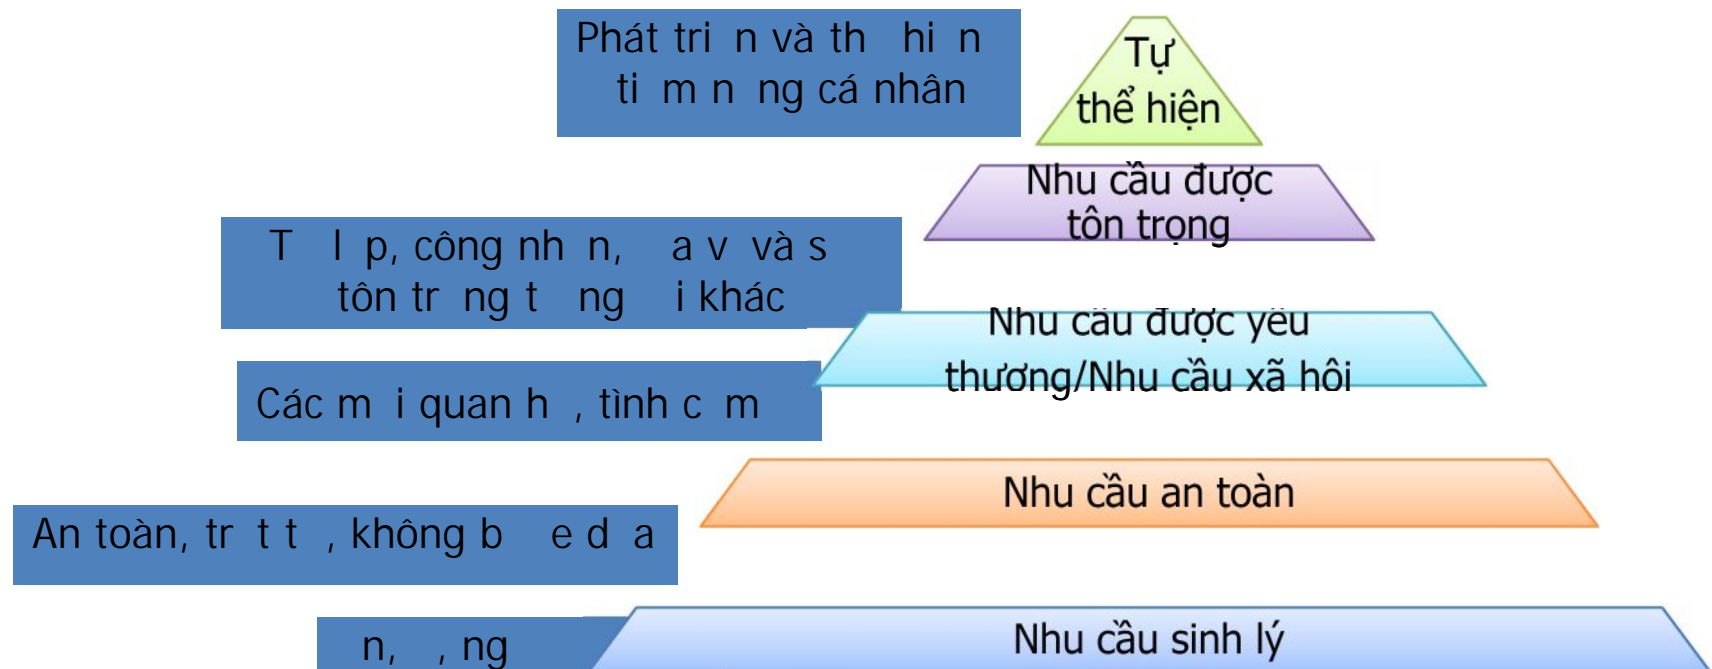 Phát tri n và th hi n
ti m n ng cá nhân
Tự
thể hiện
Nhu cầu được
tôn trọng
T l p, công nh n, a v và s
tôn tr ng t ng i khác
Nhu cầu được yêu
thương/Nhu cầu xã hôi
Các m i quan h , tình c m
Nhu cầu an toàn
An toàn, tr t t , không b e d a
Nhu cầu sinh lý
n, , ng